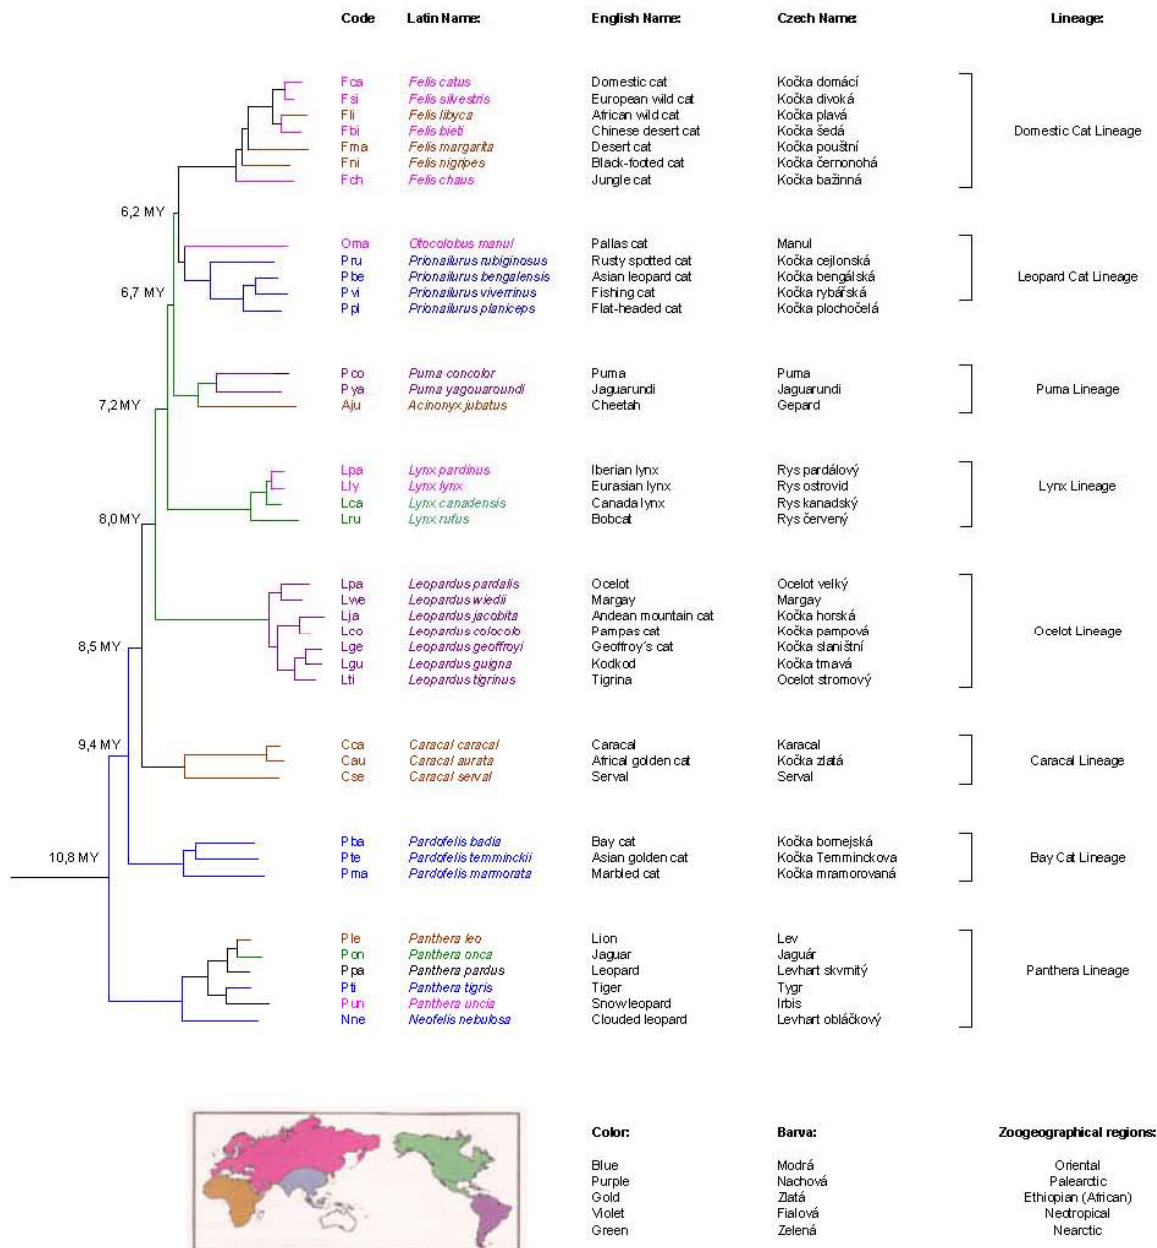 Code Latin Name: English Name: Czech Name: Lineage:
Fca Felis catus Domestic cat Kočka domácí
Fsi Felis silvestris European wild cat Kočka divoká
Fli Felis libyca African wild cat Kočka plavá
Fbi Felis bieti Chinese desert cat Kočka šedá
Domestic Cat Lineage
Fma Felis margarita Desert cat Kočka pouštní
Fni Felis nigripes Black-footed cat Kočka černonohá
Fch Felis chaus Jungle cat Kočka bažinná
6,2 MY
Oma Otocolobus manul Pallas cat Manul
Pru Prionailurus rubiginosus Rusty spotted cat Kočka cejlonská
Pbe Prionailurus bengalensis Asian leopard cat Kočka bengálská Leopard Cat Lineage
6,7 MY
Pvi Prionailurus viverrinus Fishing cat Kočka rybářská
Ppl Prionailurus planiceps Flat-headed cat Kočka plochočelá
Pco Puma concolor Puma Puma
Pya Puma yagouaroundi Jaguarundi Jaguarundi Puma Lineage
7,2 MY
Aju Acinonyx jubatus Cheetah Gepard
Lpa Lynx pardinus Iberian lynx Rys pardálový
Lly Lynx lynx Eurasian lynx Rys ostrovid Lynx Lineage
Lca Lynx canadensis Canada lynx Rys kanadský
8,0MY
Lru Lynx rufus Bobcat Rys červený
Lpa Leopardus pardalis Ocelot Ocelot velký
Lwe Leopardus wiedii Margay Margay
Lja Leopardus jacobita Andean mountain cat Kočka horská
Lco Leopardus colocolo Pampas cat Kočka pampová Ocelot Lineage
8,5 MY
Lge Leopardus geoffroyi Geoffroy's cat Kočka slaništní
Lgu Leopardus guigna Kodkod Kočka tmavá
Lti Leopardus tigrinus Tigrina Ocelot stromový
9,4 MY
Cca Caracal caracal Caracal Karacal
Cau Caracal aurata Africal golden cat Kočka zlatá Caracal Lineage
Cse Caracal serval Serval Serval
Pba Pardofelis badia Bay cat Kočka bornejská
10,8 MY
Pte Pardofelis temminckii Asian golden cat Kočka Temminckova Bay Cat Lineage
Pma Pardofelis marmorata Marbled cat Kočka mramorovaná
Ple Panthera leo Lion Lev
Pon Panthera onca Jaguar Jaguár
Ppa Panthera pardus Leopard Levhart skvrnitý Panthera Lineage
Pti Panthera tigris Tiger Tygr
Pun Panthera uncia Snow leopard Irbis
Nne Neofelis nebulosa Clouded leopard Levhart obláčkový
Color: Barva: Zoogeographical regions:
Blue Modrá Oriental
Purple Nachová Palearctic
Gold Zlatá Ethiopian (African)
Violet Fialová Neotropical
Green Zelená Nearctic